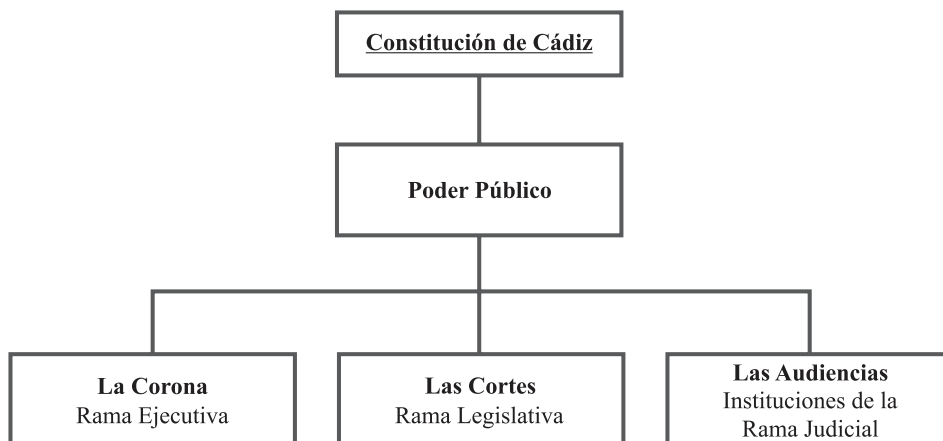 Constitución de Cádiz
Poder Público
La Corona
Rama Ejecutiva
Las Cortes
Rama Legislativa
Las Audiencias
Instituciones de la
Rama Judicial